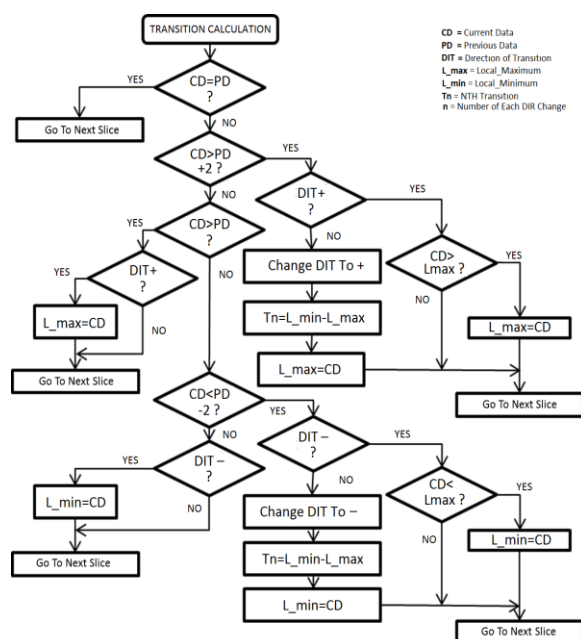 TRANSITION CALCULATION
CD = Current Data
PD = Previous Data
DIT = Direction of Transition
L_max = Local_Maximum
L_min = Local_Minimum
Tn = NTH Transition
n = Number of Each DIR Change
YES
CD=PD
?
Go To Next Slice
NO
CD>PD
+2 ?
YES
NO
DIT+
?
YES
YES
CD>PD
?
NO
DIT+
?
YES
NO
Change DIT To +
CD>
Lmax ?
YES
L_max=CD
NO
Tn=L_min-L_max
NO
L_max=CD
L_max=CD
Go To Next Slice
Go To Next Slice
CD<PD
-2 ?
YES
NO
DIT –
?
YES
YES
DIT –
?
NO
CD<
Lmax ?
YES
L_min=CD
NO
Change DIT To –
L_min=CD
Go To Next Slice
Tn=L_min-L_max
NO
L_min=CD
Go To Next Slice